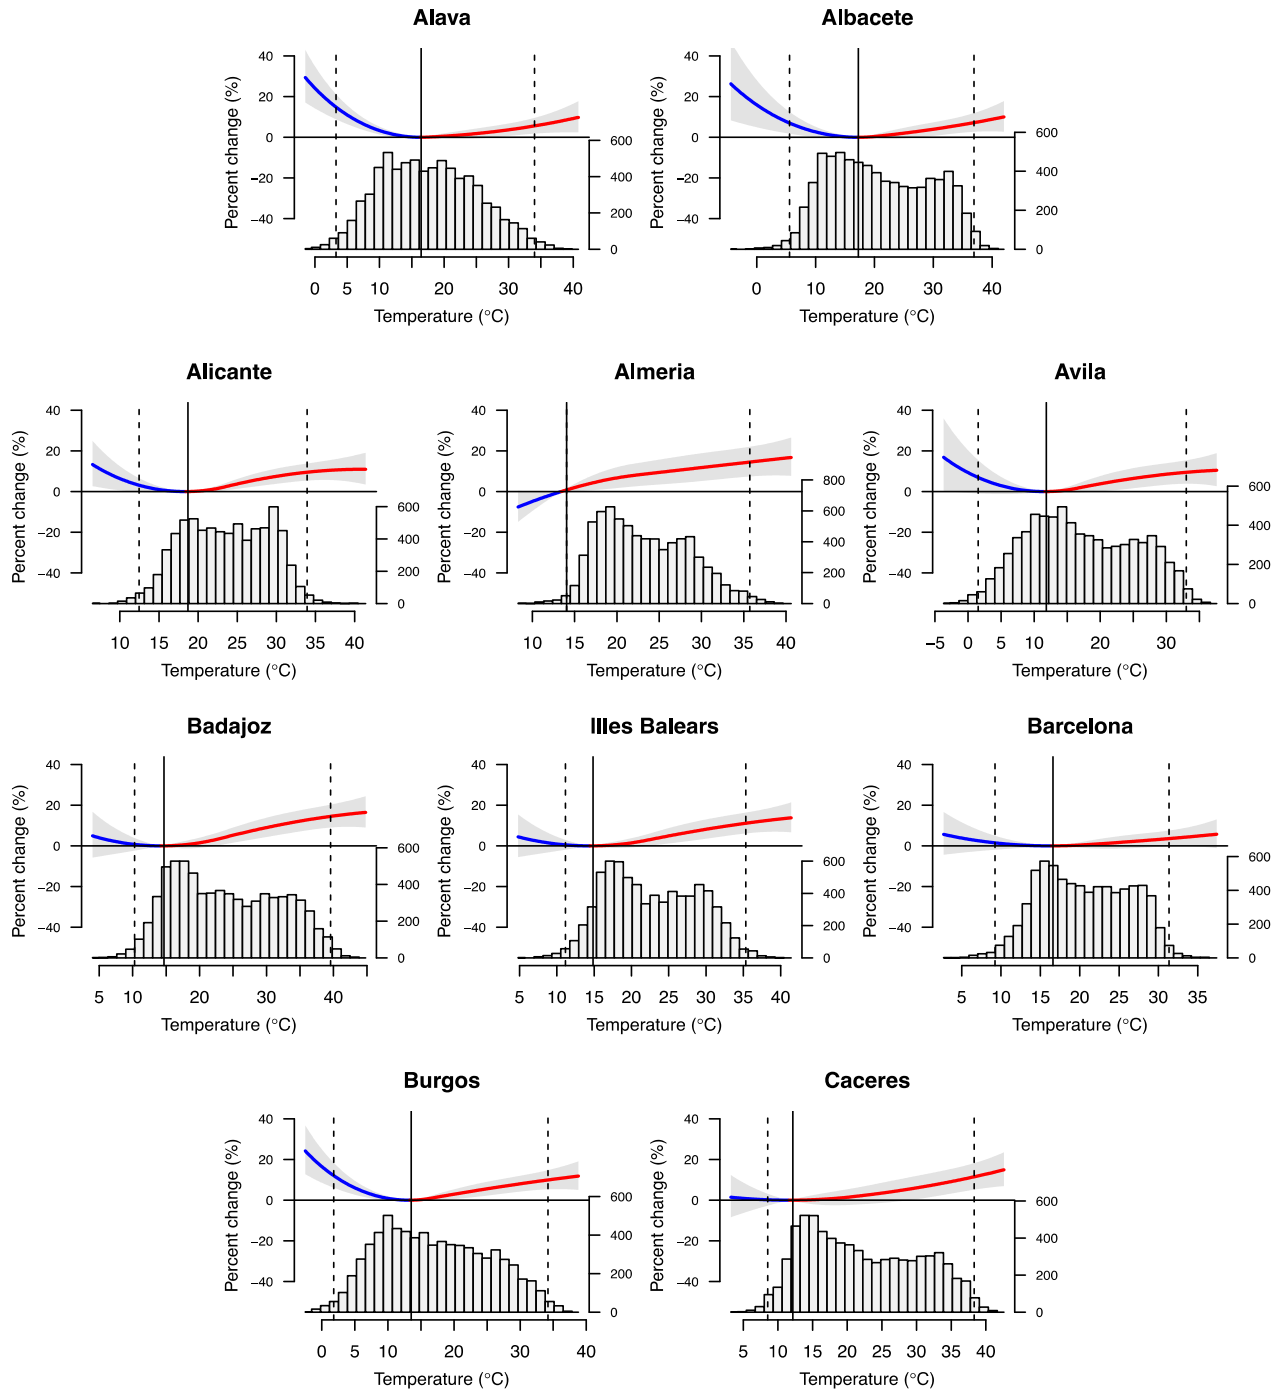 Alava
Percent change (%)
40
20
0
−20
−40
600
400
200
0
0 5 10 20 30 40
Temperature (°C)
Albacete
Percent change (%)
40
20
0
−20
−40
600
400
200
0
0 10 20 30 40
Temperature (°C)
Alicante
Percent change (%)
40
20
0
−20
−40
600
400
200
0
10 15 20 25 30 35 40
Temperature (°C)
Almeria
Percent change (%)
40
20
0
−20
−40
800
600
400
200
0
10 15 20 25 30 35 40
Temperature (°C)
Avila
Percent change (%)
40
20
0
−20
−40
600
400
200
0
−5 0 5 10 20 30
Temperature (°C)
Badajoz
Percent change (%)
40
20
0
−20
−40
600
400
200
0
5 10 20 30 40
Temperature (°C)
Illes Balears
Percent change (%)
40
20
0
−20
−40
600
400
200
0
5 10 15 20 25 30 35 40
Temperature (°C)
Barcelona
Percent change (%)
40
20
0
−20
−40
600
400
200
0
5 10 15 20 25 30 35
Temperature (°C)
Burgos
Percent change (%)
40
20
0
−20
−40
600
400
200
0
0 5 10 20 30 40
Temperature (°C)
Caceres
Percent change (%)
40
20
0
−20
−40
600
400
200
0
5 10 15 20 25 30 35 40
Temperature (°C)